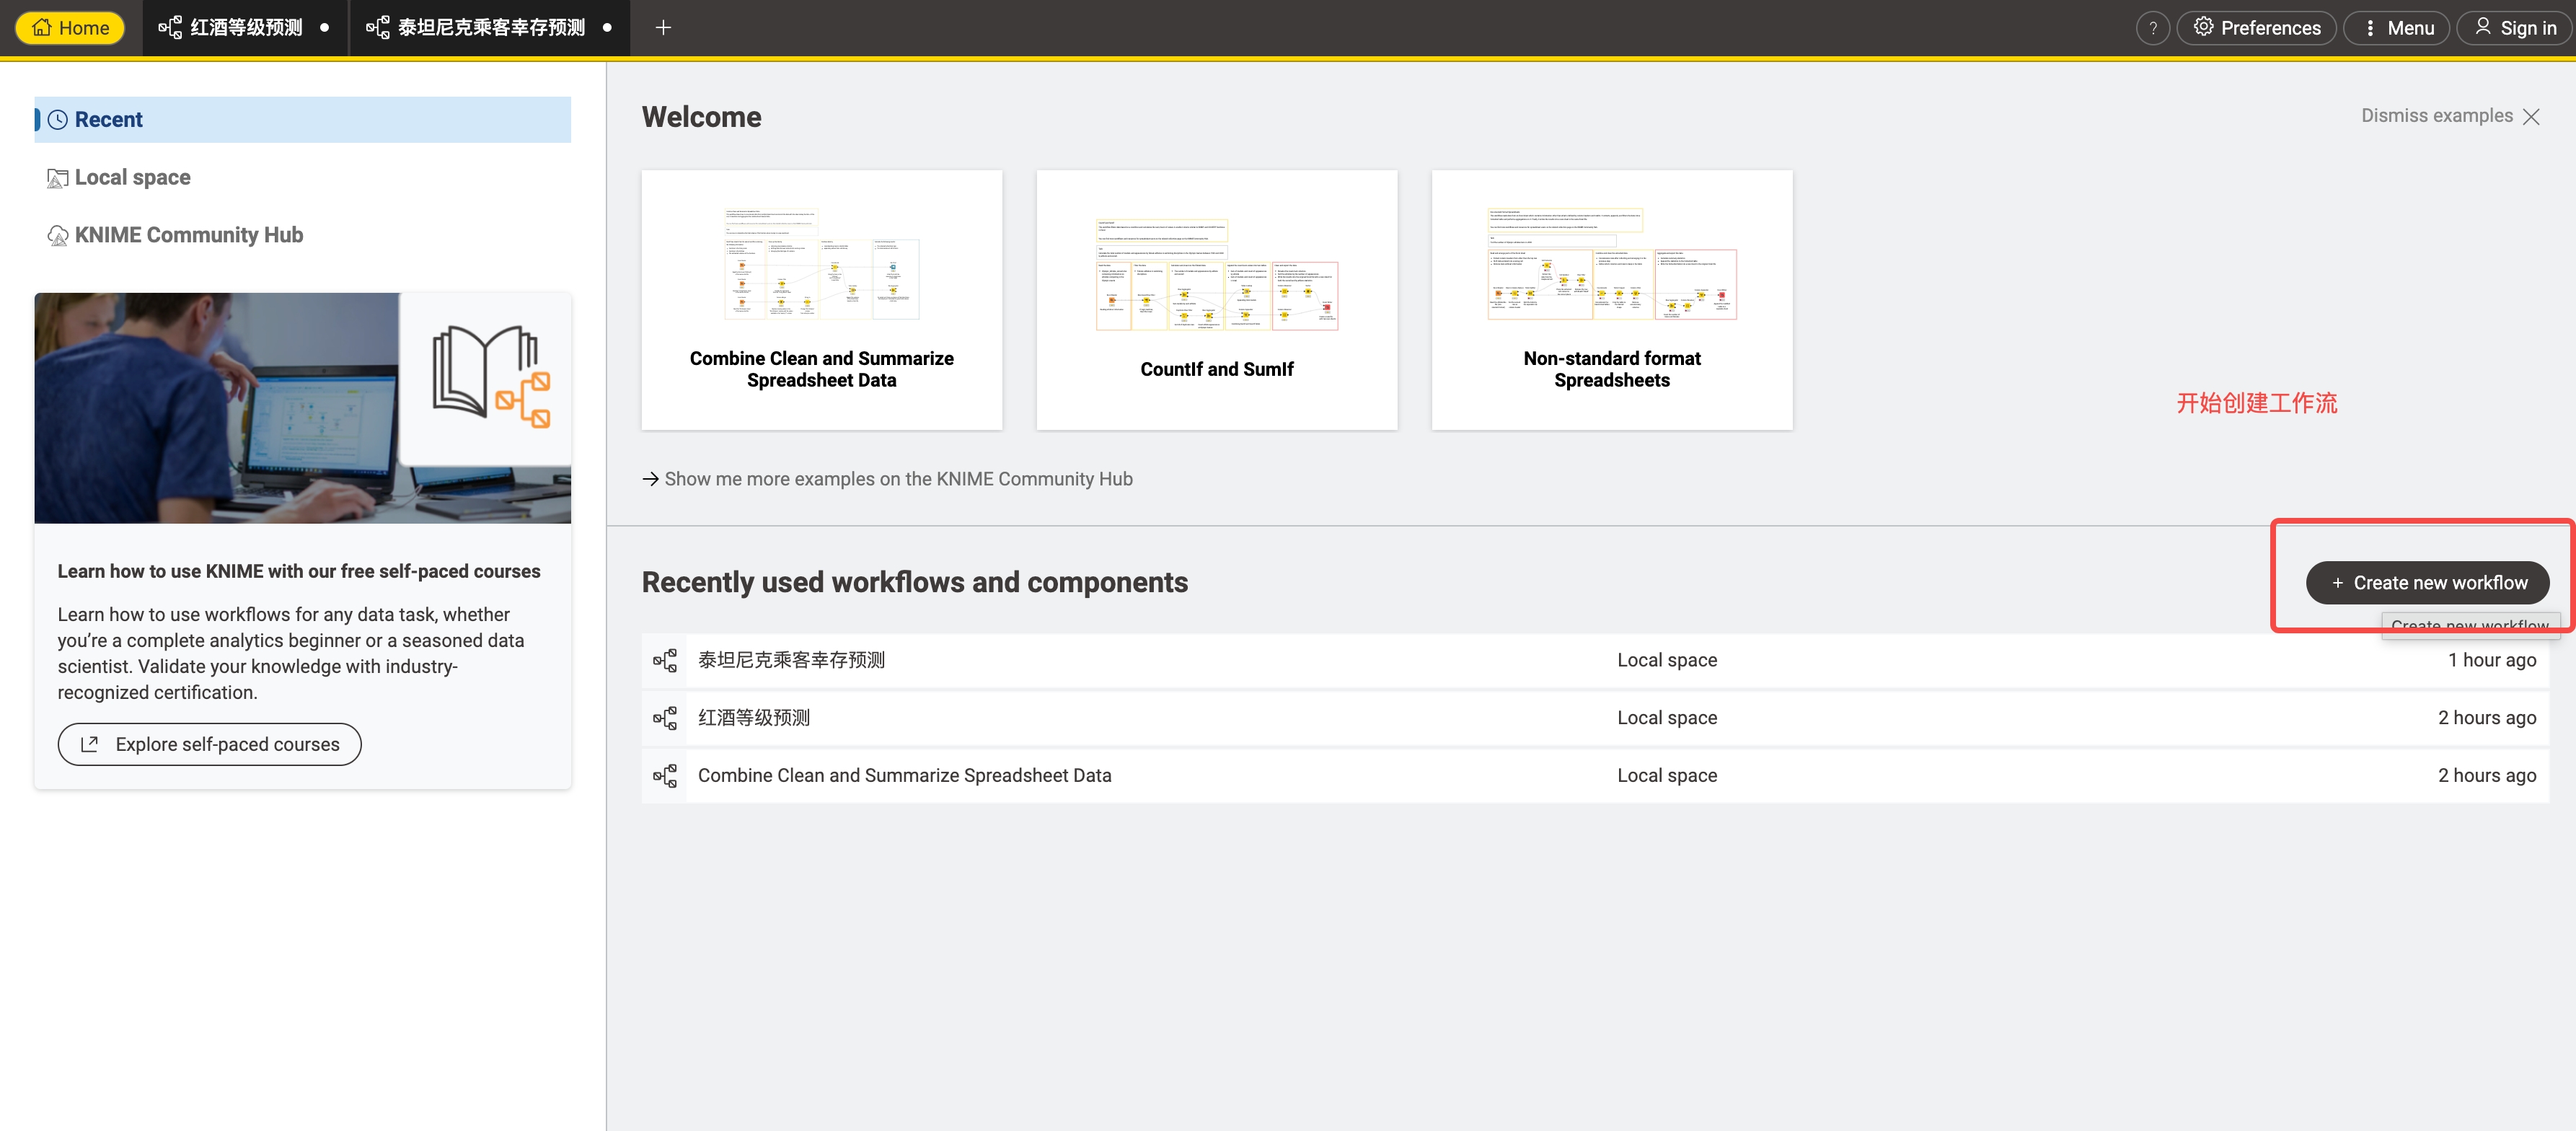 Home
红酒等级预测
泰坦尼克乘客幸存预测
?
Preferences
Menu
Sign in
Recent
Local space
KNIME Community Hub
Learn how to use KNIME with our free self-paced courses
Learn how to use workflows for any data task, whether
you’re a complete analytics beginner or a seasoned data
scientist. Validate your knowledge with industry-
recognized certification.
Explore self-paced courses
Welcome
Dismiss examples
Combine Clean and Summarize
Spreadsheet Data
CountIf and SumIf
Non-standard format
Spreadsheets
开始创建工作流
Show me more examples on the KNIME Community Hub
Recently used workflows and components
+ Create new workflow
Create new workflow
泰坦尼克乘客幸存预测 Local space 1 hour ago
红酒等级预测 Local space 2 hours ago
Combine Clean and Summarize Spreadsheet Data Local space 2 hours ago